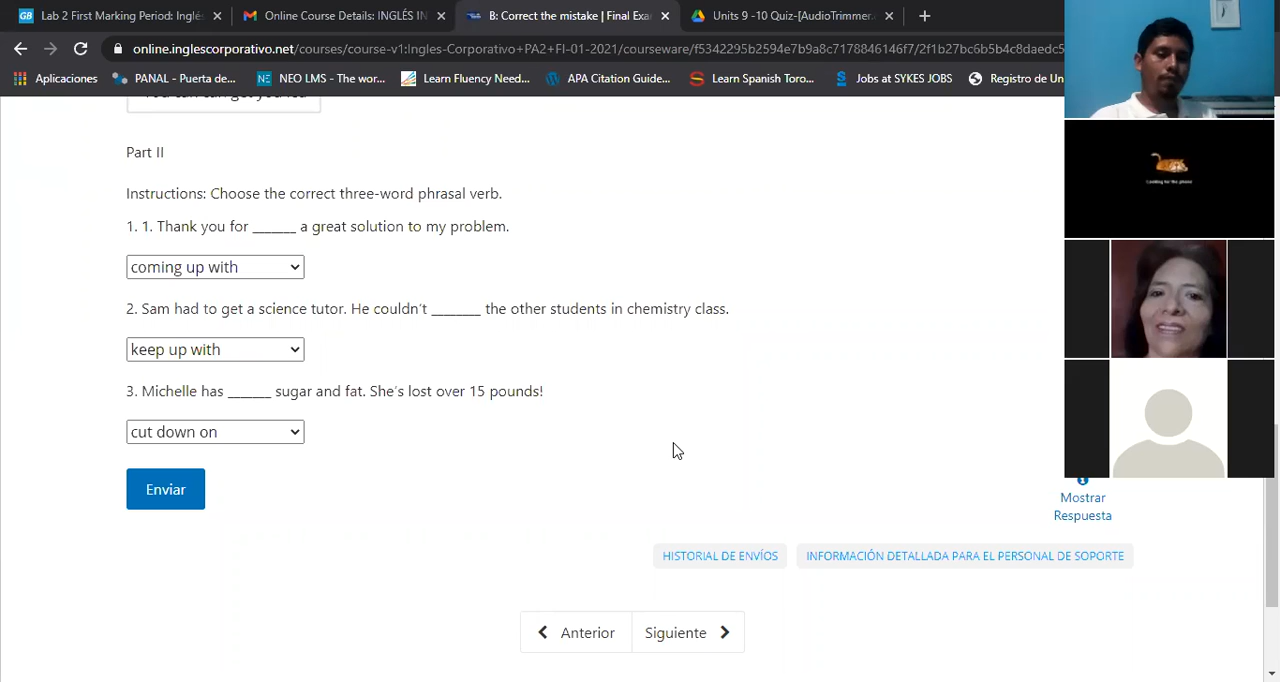 Lab 2 First Marking Period: Inglé
Online Course Details: INGLÉS IN
B: Correct the mistake | Final Exa
Units 9 -10 Quiz-[AudioTrimmer.c
online.inglescorporativo.net/courses/course-v1:Ingles-Corporativo+PA2+FI-01-2021/courseware/f5342295b2594e7b9a8c7178846146f7/2f1b27bc6b5b4c8daedc5
Aplicaciones
PANAL - Puerta de...
NEO LMS - The wor...
Learn Fluency Need...
APA Citation Guide...
Learn Spanish Toro...
Jobs at SYKES JOBS
Registro de Un
Part II
Instructions: Choose the correct three-word phrasal verb.
1. 1. Thank you for ______ a great solution to my problem.
coming up with
2. Sam had to get a science tutor. He couldn't _______ the other students in chemistry class.
keep up with
3. Michelle has ______ sugar and fat. She's lost over 15 pounds!
cut down on
Enviar
Mostrar
Respuesta
HISTORIAL DE ENVÍOS
INFORMACIÓN DETALLADA PARA EL PERSONAL DE SOPORTE
Anterior
Siguiente